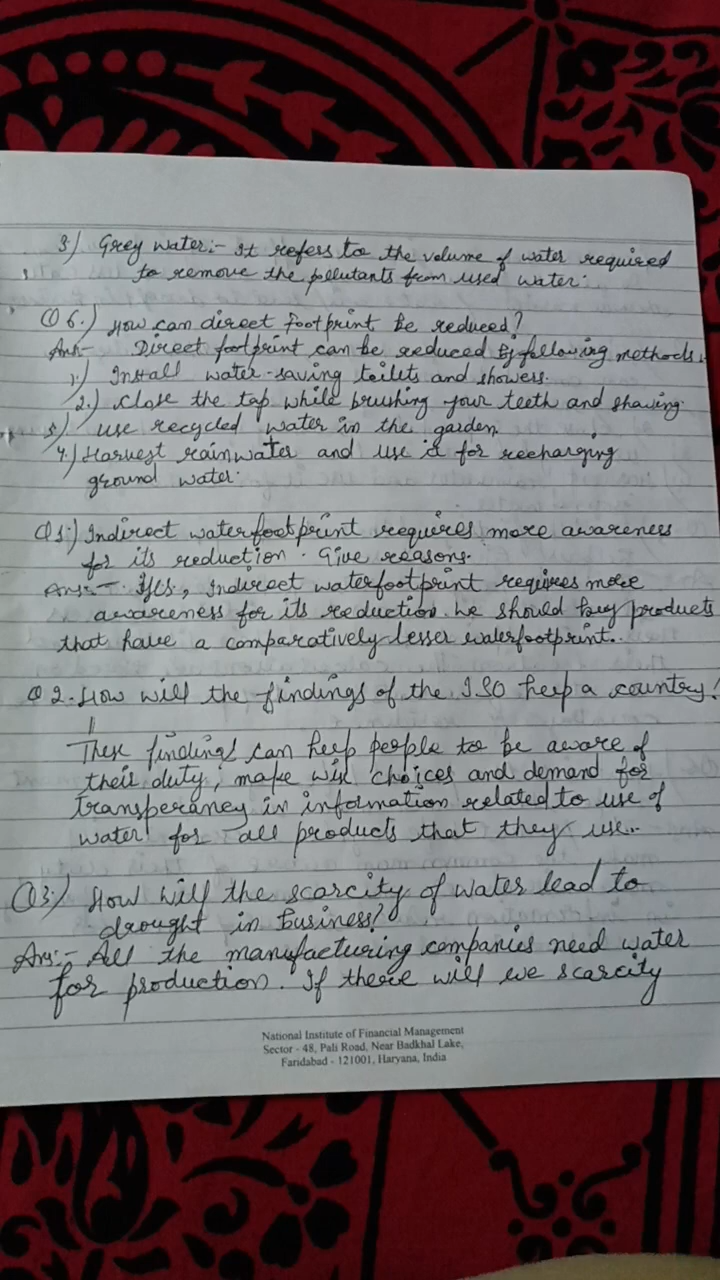 3) Grey water:- It refess to the volume of water required
to remove the pollutants from used water.
Q 6.) How can direct footprint be reduced?
Ans- Direct footprint can be reduced by following methods.
1.) Install water-saving toilets and showers.
2.) Close the tap while brushing your teeth and shaving.
3) use recycled water in the garden.
4.) Harvest rainwater and use it for recharging
ground water.
Q1:) Indirect waterfootprint requires more awareness
for its reduction. Give reasons.
Ans:- Yes, Indirect waterfootprint requires more
awareness for its reduction. We should buy products
that have a comparatively lesser waterfootprint..
Q 2. How will the findings of the ISO help a country?
These findings can help people to be aware of
their duty, make wise choices and demand for
transperancy in information related to use of
water for all products that they use..
Q3:) How will the scarcity of water lead to
drought in business?
Ans:- All the manufacturing companies need water
for production. If there will we scarcity
National Institute of Financial Management
Sector - 48, Pali Road, Near Badkhal Lake,
Faridabad - 121001, Haryana, India